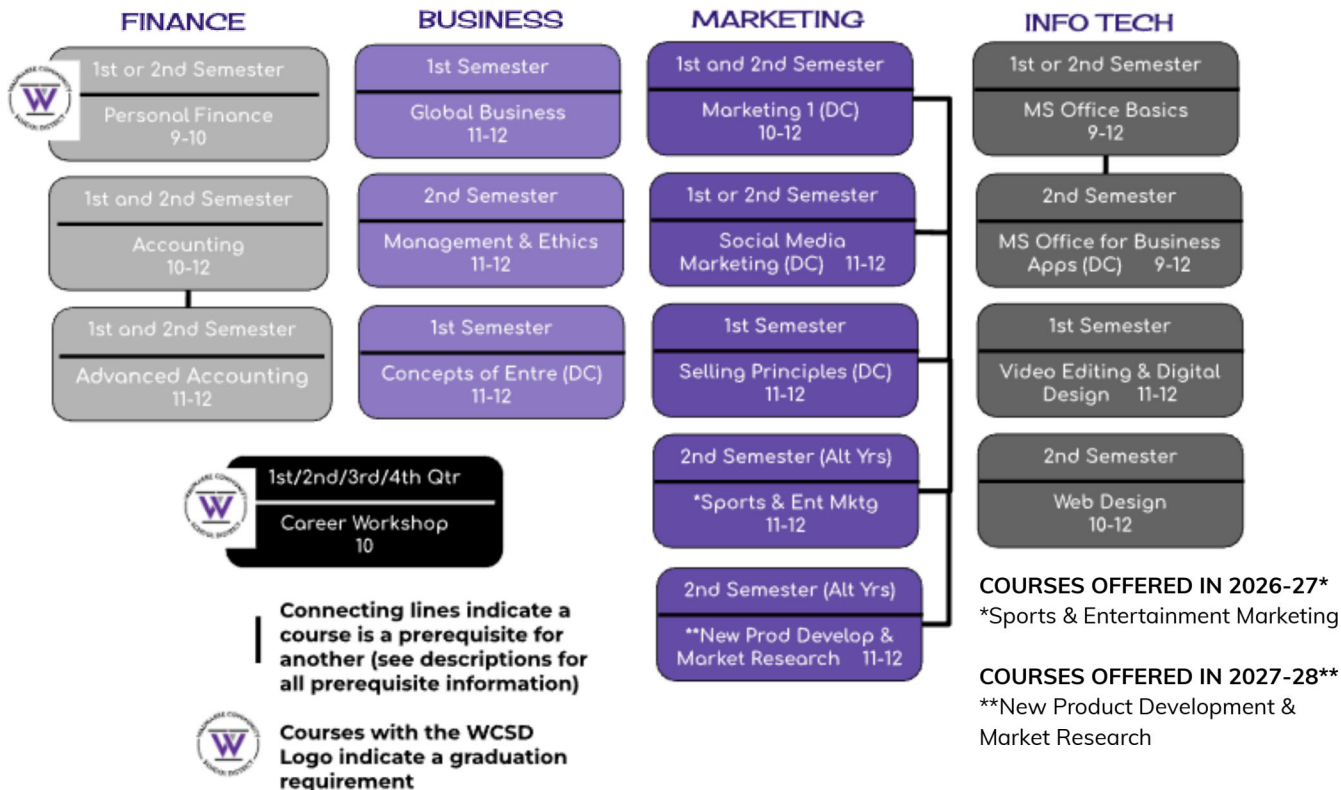 FINANCE
1st or 2nd Semester
Personal Finance
9-10
1st and 2nd Semester
Accounting
10-12
1st and 2nd Semester
Advanced Accounting
11-12
BUSINESS
1st Semester
Global Business
11-12
2nd Semester
Management & Ethics
11-12
1st Semester
Concepts of Entre (DC)
11-12
MARKETING
1st and 2nd Semester
Marketing 1 (DC)
10-12
1st or 2nd Semester
Social Media
Marketing (DC) 11-12
1st Semester
Selling Principles (DC)
11-12
2nd Semester (Alt Yrs)
*Sports & Ent Mktg
11-12
2nd Semester (Alt Yrs)
**New Prod Develop &
Market Research 11-12
INFO TECH
1st or 2nd Semester
MS Office Basics
9-12
2nd Semester
MS Office for Business
Apps (DC) 9-12
1st Semester
Video Editing & Digital
Design 11-12
2nd Semester
Web Design
10-12
1st/2nd/3rd/4th Qtr
Career Workshop
10
Connecting lines indicate a
course is a prerequisite for
another (see descriptions for
all prerequisite information)
W
Courses with the WCSD
Logo indicate a graduation
requirement
COURSES OFFERED IN 2026-27*
*Sports & Entertainment Marketing
COURSES OFFERED IN 2027-28**
**New Product Development &
Market Research